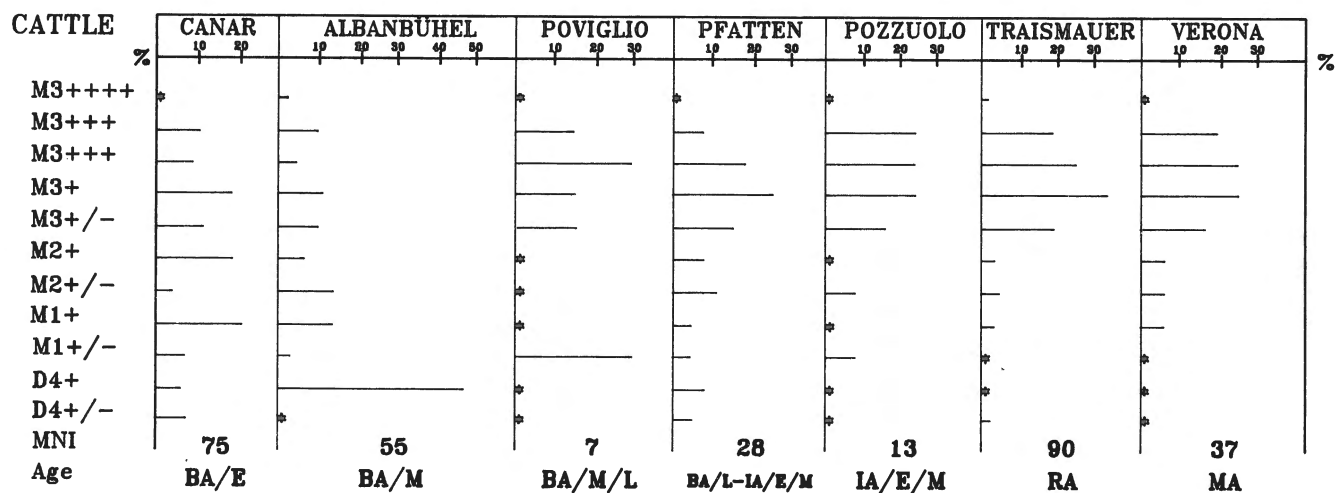 CATTLE CANAR ALBANBÜHEL POVIGLIO PFATTEN POZZUOLO TRAISMAUER VERONA
% 10 20 10 20 30 40 50 10 20 30 10 20 30 10 20 30 10 20 30 10 20 30 %
M3++++ * * * * *
M3+++
M3+++
M3+
M3+/-
M2+ * *
M2+/- *
M1+ * *
M1+/- * *
D4+ * * * *
D4+/- * * * *
MNI 75 55 7 28 13 90 37
Age BA/E BA/M BA/M/L BA/L-IA/E/M IA/E/M RA MA